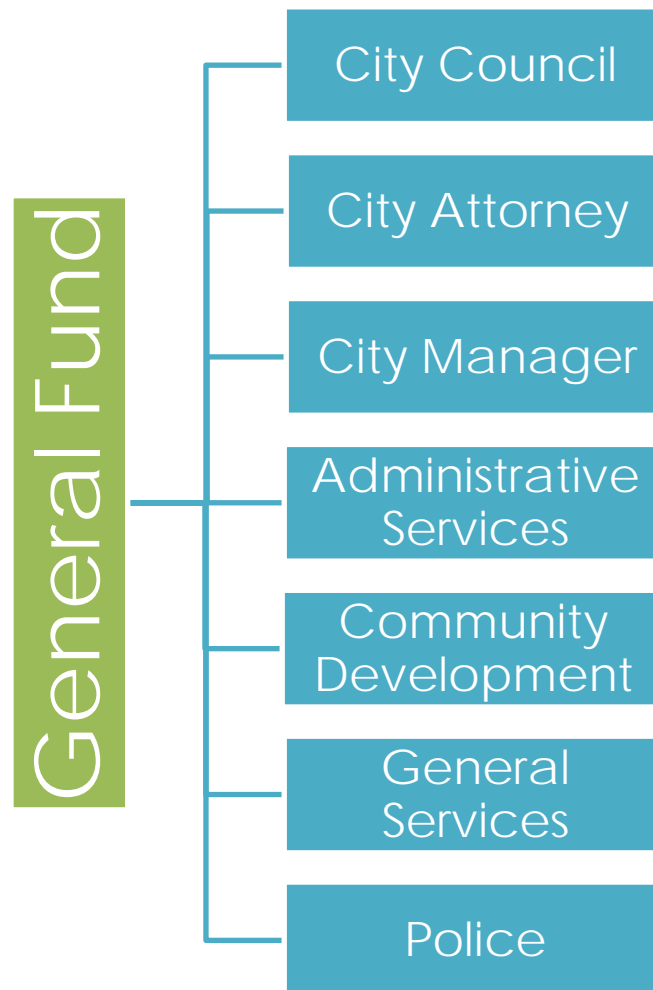 General Fund
City Council
City Attorney
City Manager
Administrative
Services
Community
Development
General
Services
Police